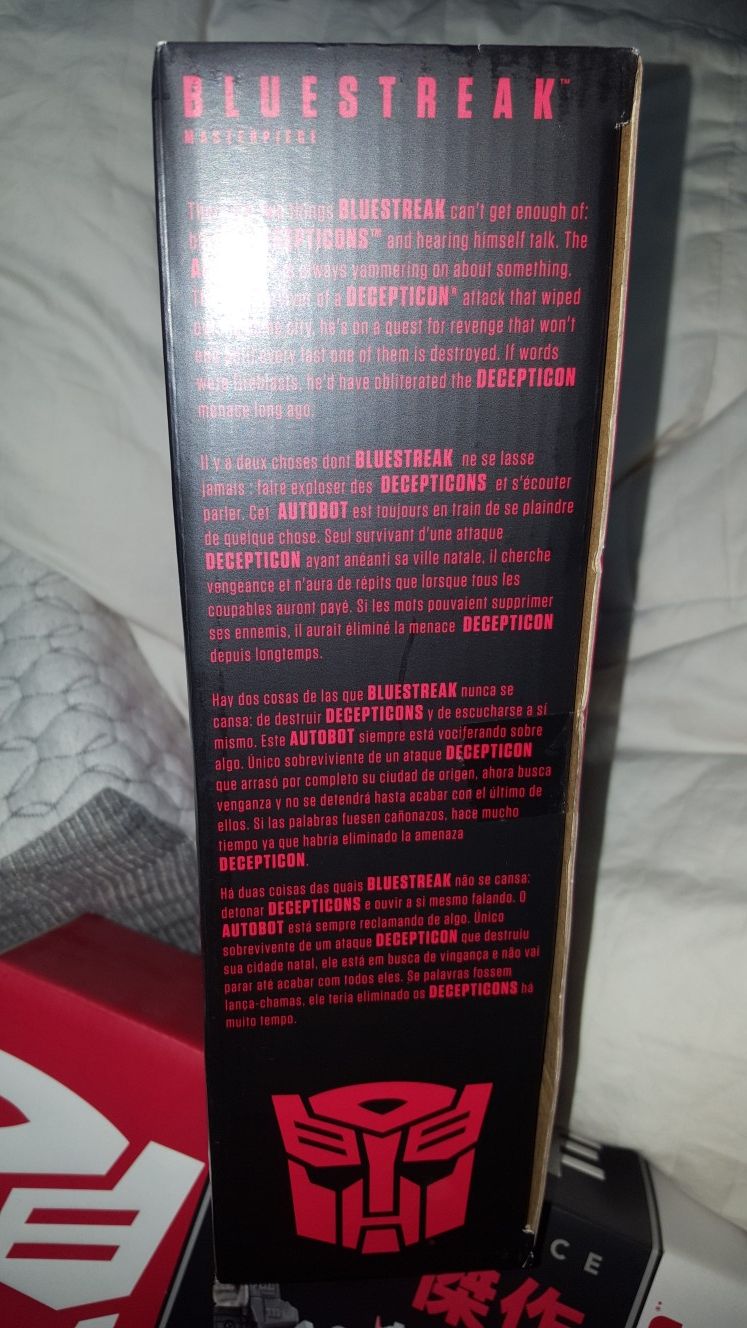 BLUESTREAK™
MASTERPIECE
BLUESTREAK can't get enough of:
DECEPTICONS™ and hearing himself talk. The
always yammering on about something.
of a DECEPTICON® attack that wiped
city, he's on a quest for revenge that won't
every last one of them is destroyed. If words
were fireblasts, he'd have obliterated the DECEPTICON
menace long ago.
Il y a deux choses dont BLUESTREAK ne se lasse
jamais : faire exploser des DECEPTICONS et s'écouter
parler. Cet AUTOBOT est toujours en train de se plaindre
de quelque chose. Seul survivant d'une attaque
DECEPTICON ayant anéanti sa ville natale, il cherche
vengeance et n'aura de répits que lorsque tous les
coupables auront payé. Si les mots pouvaient supprimer
ses ennemis, il aurait éliminé la menace DECEPTICON
depuis longtemps.
Hay dos cosas de las que BLUESTREAK nunca se
cansa: de destruir DECEPTICONS y de escucharse a sí
mismo. Este AUTOBOT siempre está vociferando sobre
algo. Único sobreviviente de un ataque DECEPTICON
que arrasó por completo su ciudad de origen, ahora busca
venganza y no se detendrá hasta acabar con el último de
ellos. Si las palabras fuesen cañonazos, hace mucho
tiempo ya que habría eliminado la amenaza
DECEPTICON.
Há duas coisas das quais BLUESTREAK não se cansa:
detonar DECEPTICONS e ouvir a si mesmo falando. O
AUTOBOT está sempre reclamando de algo. Único
sobrevivente de um ataque DECEPTICON que destruiu
sua cidade natal, ele está em busca de vingança e não vai
parar até acabar com todos eles. Se palavras fossem
lança-chamas, ele teria eliminado os DECEPTICONS há
muito tempo.
CE
傑作